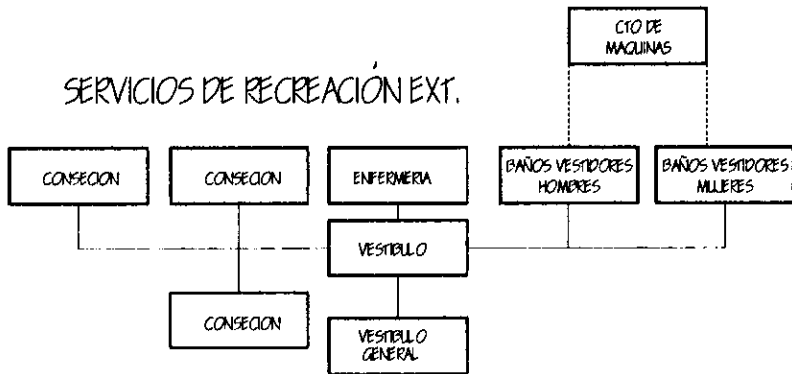 CTO DE
MAQUINAS
SERVICIOS DE RECREACIÓN EXT.
CONSECION
CONSECION
ENFERMERIA
BAÑOS VESTIDORES
HOMBRES
BAÑOS VESTIDORES
MUJERES
VESTIBULO
CONSECION
VESTIBULO
GENERAL